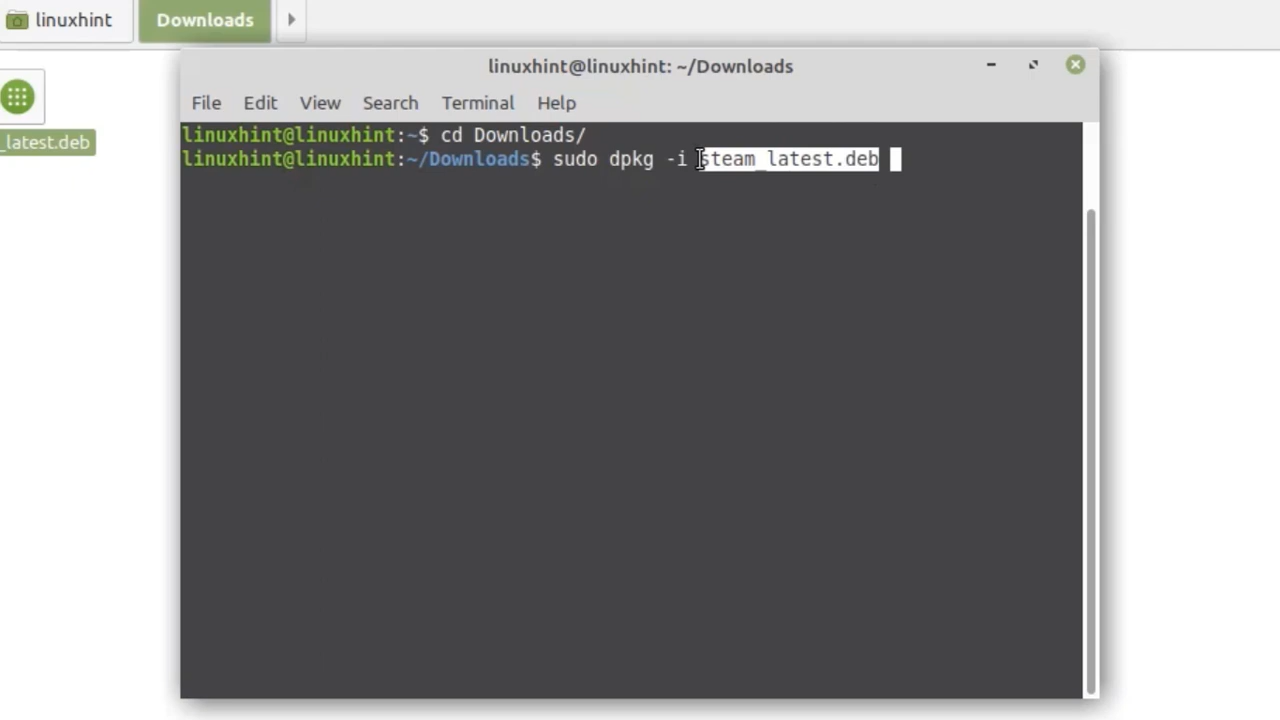 linuxhint
Downloads
_latest.deb
linuxhint@linuxhint: ~/Downloads
File Edit View Search Terminal Help
linuxhint@linuxhint:~$ cd Downloads/
linuxhint@linuxhint:~/Downloads$ sudo dpkg -i steam_latest.deb